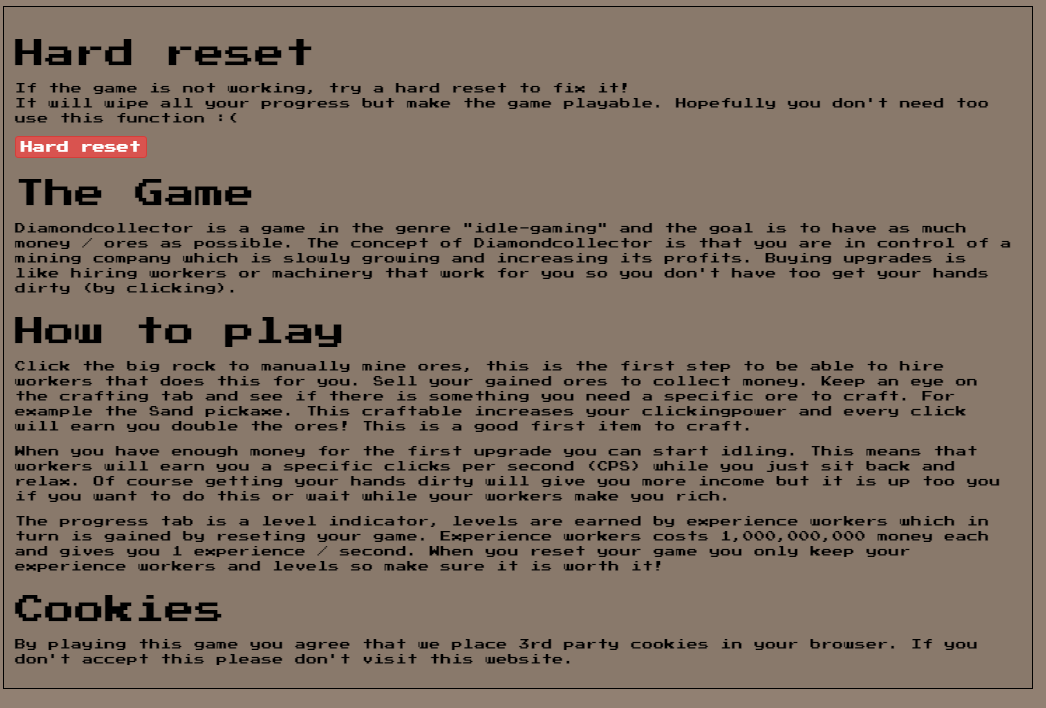 Hard reset
If the game is not working, try a hard reset to fix it!
It will wipe all your progress but make the game playable. Hopefully you don't need too
use this function :(
Hard reset
The Game
Diamondcollector is a game in the genre "idle-gaming" and the goal is to have as much
money / ores as possible. The concept of Diamondcollector is that you are in control of a
mining company which is slowly growing and increasing its profits. Buying upgrades is
like hiring workers or machinery that work for you so you don't have too get your hands
dirty (by clicking).
How to play
Click the big rock to manually mine ores, this is the first step to be able to hire
workers that does this for you. Sell your gained ores to collect money. Keep an eye on
the crafting tab and see if there is something you need a specific ore to craft. For
example the Sand pickaxe. This craftable increases your clickingpower and every click
will earn you double the ores! This is a good first item to craft.
When you have enough money for the first upgrade you can start idling. This means that
workers will earn you a specific clicks per second (CPS) while you just sit back and
relax. Of course getting your hands dirty will give you more income but it is up too you
if you want to do this or wait while your workers make you rich.
The progress tab is a level indicator, levels are earned by experience workers which in
turn is gained by reseting your game. Experience workers costs 1,000,000,000 money each
and gives you 1 experience / second. When you reset your game you only keep your
experience workers and levels so make sure it is worth it!
Cookies
By playing this game you agree that we place 3rd party cookies in your browser. If you
don't accept this please don't visit this website.